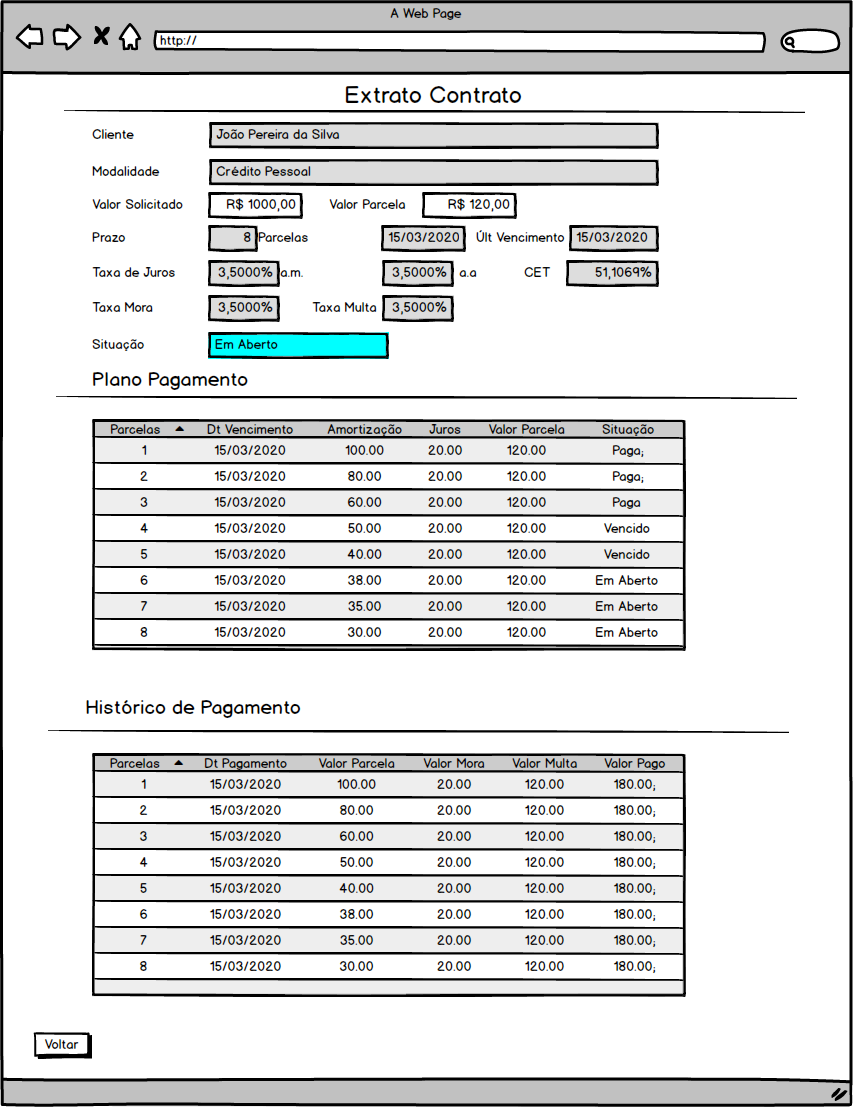 A Web Page
http://
Extrato Contrato
Cliente João Pereira da Silva
Modalidade Crédito Pessoal
Valor Solicitado R$ 1000,00 Valor Parcela R$ 120,00
Prazo 8 Parcelas 15/03/2020 Últ Vencimento 15/03/2020
Taxa de Juros 3,5000% a.m. 3,5000% a.a CET 51,1069%
Taxa Mora 3,5000% Taxa Multa 3,5000%
Situação Em Aberto
Plano Pagamento
Parcelas Dt Vencimento Amortização Juros Valor Parcela Situação
1 15/03/2020 100.00 20.00 120.00 Paga;
2 15/03/2020 80.00 20.00 120.00 Paga;
3 15/03/2020 60.00 20.00 120.00 Paga
4 15/03/2020 50.00 20.00 120.00 Vencido
5 15/03/2020 40.00 20.00 120.00 Vencido
6 15/03/2020 38.00 20.00 120.00 Em Aberto
7 15/03/2020 35.00 20.00 120.00 Em Aberto
8 15/03/2020 30.00 20.00 120.00 Em Aberto
Histórico de Pagamento
Parcelas Dt Pagamento Valor Parcela Valor Mora Valor Multa Valor Pago
1 15/03/2020 100.00 20.00 120.00 180.00;
2 15/03/2020 80.00 20.00 120.00 180.00;
3 15/03/2020 60.00 20.00 120.00 180.00;
4 15/03/2020 50.00 20.00 120.00 180.00;
5 15/03/2020 40.00 20.00 120.00 180.00;
6 15/03/2020 38.00 20.00 120.00 180.00;
7 15/03/2020 35.00 20.00 120.00 180.00;
8 15/03/2020 30.00 20.00 120.00 180.00;
Voltar